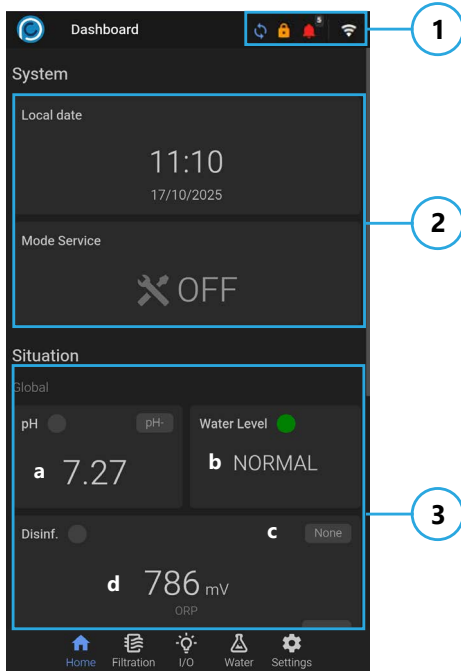 Dashboard
5
1
System
Local date
11:10
17/10/2025
2
Mode Service
OFF
Situation
Global
pH
pH-
a
7.27
Water Level
b
NORMAL
3
Disinf.
c
None
d
786 mV
ORP
Home
Filtration
I/O
Water
Settings